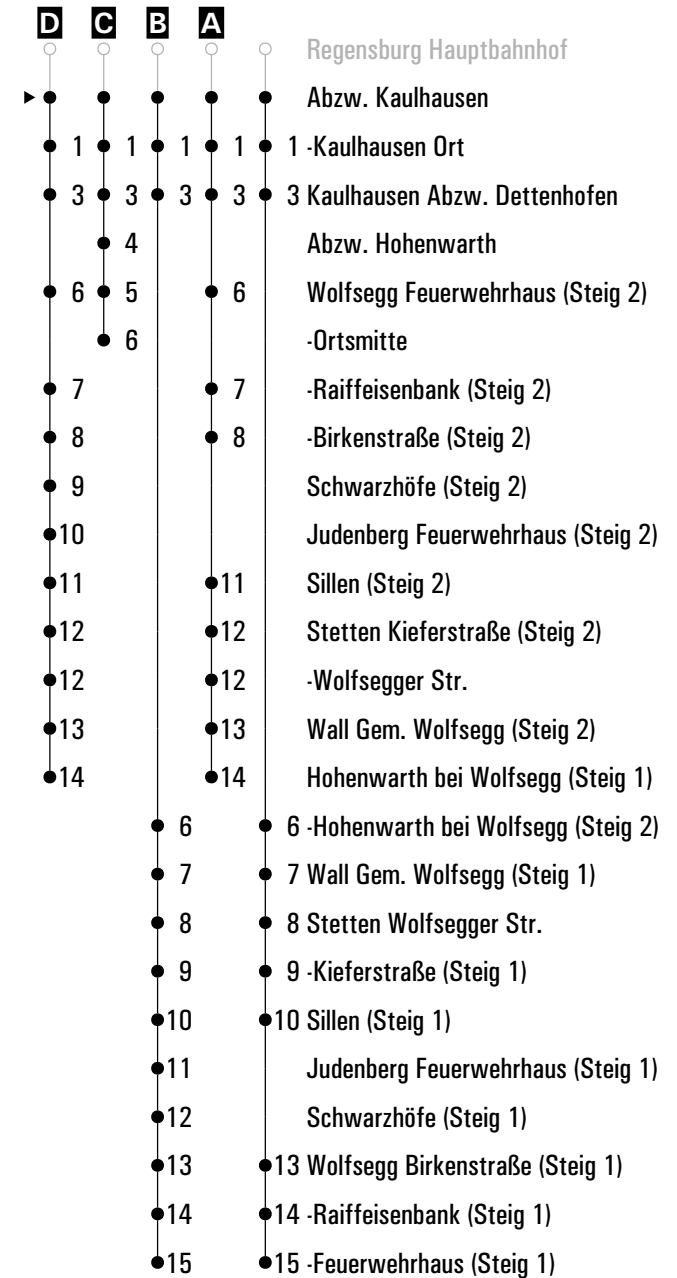 D C B A
Regensburg Hauptbahnhof
Abzw. Kaulhausen
1 1 1 1 1 -Kaulhausen Ort
3 3 3 3 3 Kaulhausen Abzw. Dettenhofen
4 Abzw. Hohenwarth
6 5 6 Wolfsegg Feuerwehrhaus (Steig 2)
6 -Ortsmitte
7 7 -Raiffeisenbank (Steig 2)
8 8 -Birkenstraße (Steig 2)
9 Schwarzhöfe (Steig 2)
10 Judenberg Feuerwehrhaus (Steig 2)
11 11 Sillen (Steig 2)
12 12 Stetten Kieferstraße (Steig 2)
12 12 -Wolfsegger Str.
13 13 Wall Gem. Wolfsegg (Steig 2)
14 14 Hohenwarth bei Wolfsegg (Steig 1)
6 6 -Hohenwarth bei Wolfsegg (Steig 2)
7 7 Wall Gem. Wolfsegg (Steig 1)
8 8 Stetten Wolfsegger Str.
9 9 -Kieferstraße (Steig 1)
10 10 Sillen (Steig 1)
11 Judenberg Feuerwehrhaus (Steig 1)
12 Schwarzhöfe (Steig 1)
13 13 Wolfsegg Birkenstraße (Steig 1)
14 14 -Raiffeisenbank (Steig 1)
15 15 -Feuerwehrhaus (Steig 1)